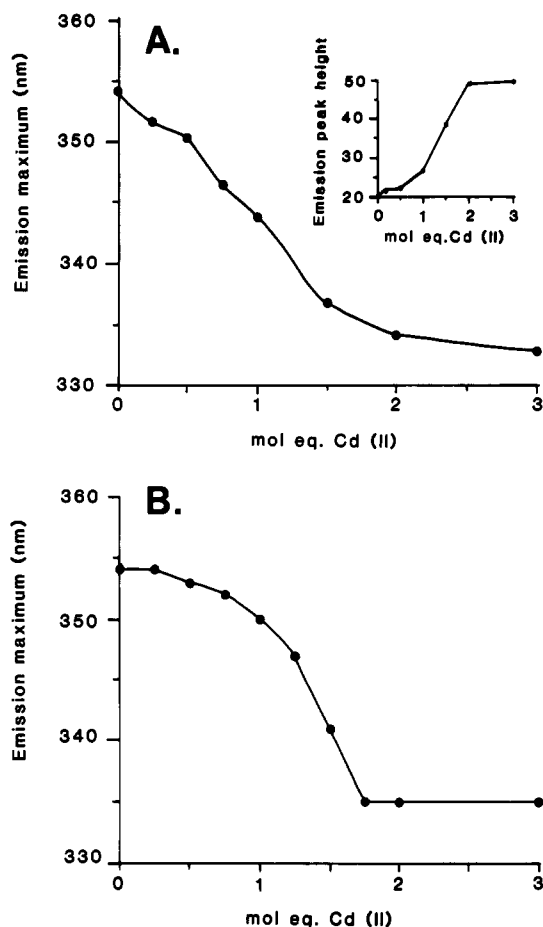 A.
Emission maximum (nm)
360
350
340
330
0 1 2 3
mol eq. Cd (II)
Emission peak height
50
40
30
20
0 1 2 3
mol eq.Cd (II)
B.
Emission maximum (nm)
360
350
340
330
0 1 2 3
mol eq. Cd (II)